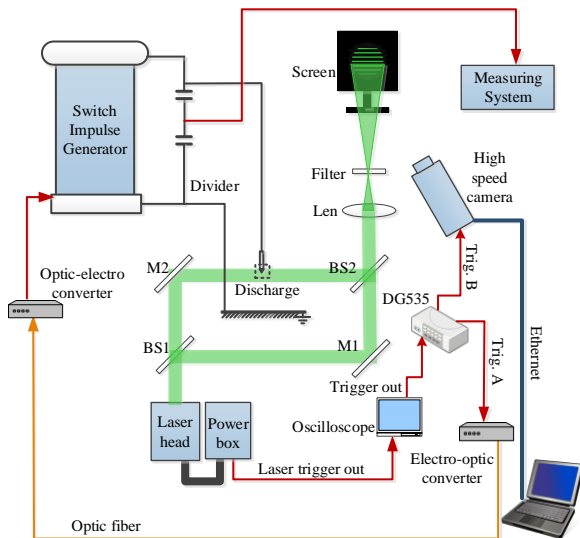 Screen
Switch
Impulse
Generator
Measuring
System
High
speed
camera
Filter
Divider
Len
Trig. B
M2
BS2
Optic-electro
converter
Discharge
DG535
BS1
M1
Trig. A
Ethernet
Trigger out
Laser
head
Power
box
Oscilloscope
Laser trigger out
Electro-optic
converter
Optic fiber